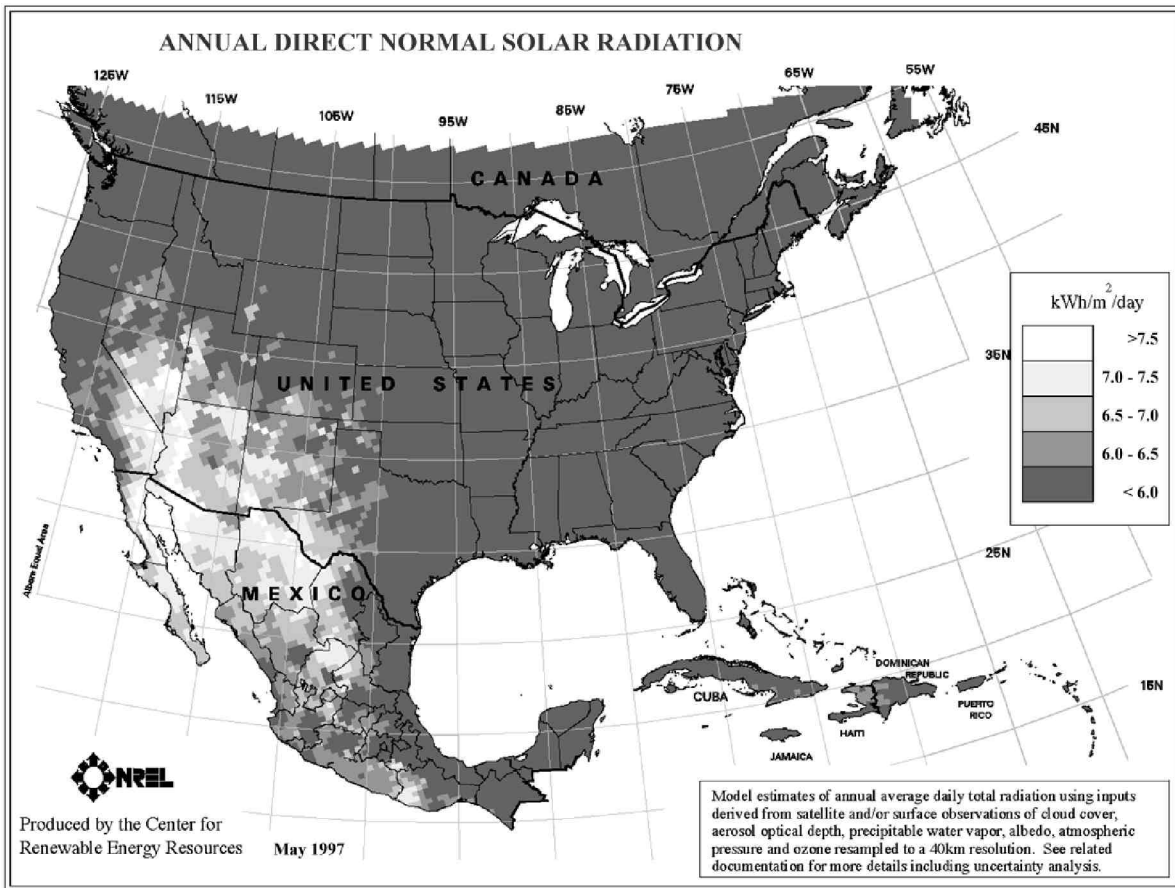 ANNUAL DIRECT NORMAL SOLAR RADIATION
125W
115W
105W
95W
85W
75W
65W
55W
45W
CANADA
kWh/m²/day
>7.5
7.0 - 7.5
6.5 - 7.0
6.0 - 6.5
< 6.0
35N
UNITED STATES
25N
Albers Equal Area
MEXICO
DOMINICAN
REPUBLIC
CUBA
PUERTO
RICO
15N
HAITI
JAMAICA
NREL
Produced by the Center for
Renewable Energy Resources
May 1997
Model estimates of annual average daily total radiation using inputs
derived from satellite and/or surface observations of cloud cover,
aerosol optical depth, precipitable water vapor, albedo, atmospheric
pressure and ozone resampled to a 40km resolution.  See related
documentation for more details including uncertainty analysis.